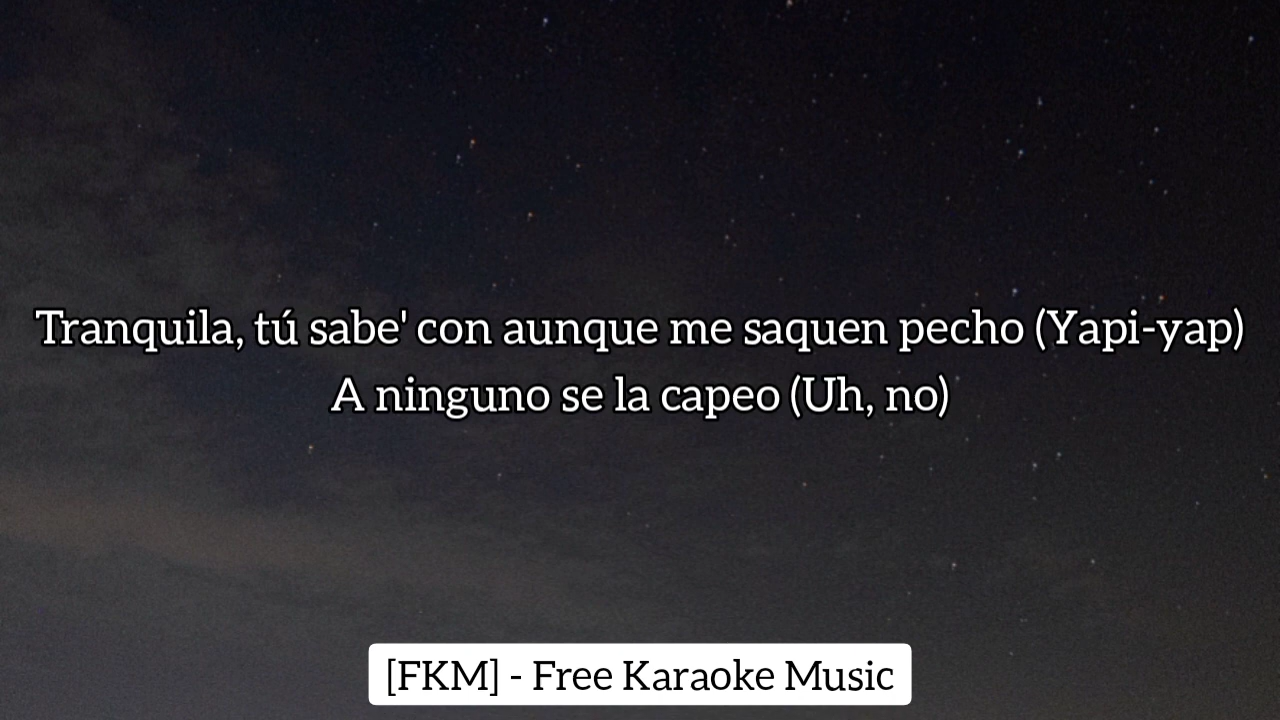 Tranquila, tú sabe' con aunque me saquen pecho (Yapi-yap)
A ninguno se la capeo (Uh, no)
[FKM] - Free Karaoke Music